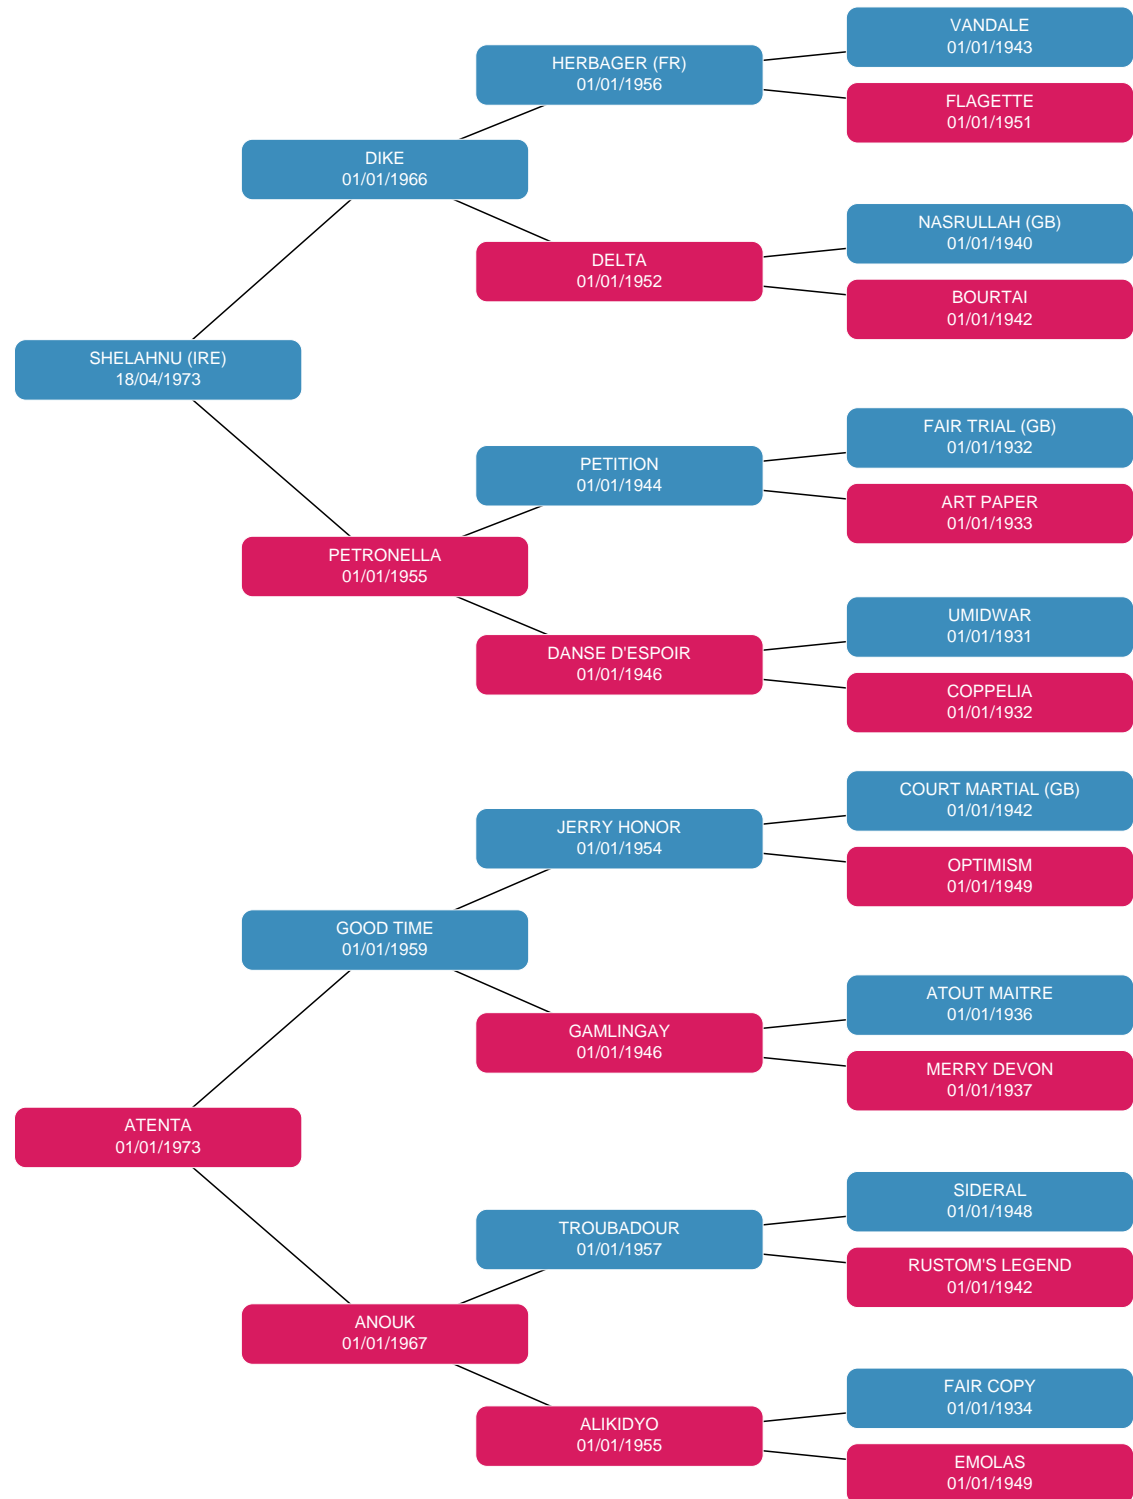 VANDALE
01/01/1943
HERBAGER (FR)
01/01/1956
FLAGETTE
01/01/1951
DIKE
01/01/1966
NASRULLAH (GB)
01/01/1940
DELTA
01/01/1952
BOURTAI
01/01/1942
SHELAHNU (IRE)
18/04/1973
FAIR TRIAL (GB)
01/01/1932
PETITION
01/01/1944
ART PAPER
01/01/1933
PETRONELLA
01/01/1955
UMIDWAR
01/01/1931
DANSE D'ESPOIR
01/01/1946
COPPELIA
01/01/1932
COURT MARTIAL (GB)
01/01/1942
JERRY HONOR
01/01/1954
OPTIMISM
01/01/1949
GOOD TIME
01/01/1959
ATOUT MAITRE
01/01/1936
GAMLINGAY
01/01/1946
MERRY DEVON
01/01/1937
ATENTA
01/01/1973
SIDERAL
01/01/1948
TROUBADOUR
01/01/1957
RUSTOM'S LEGEND
01/01/1942
ANOUK
01/01/1967
FAIR COPY
01/01/1934
ALIKIDYO
01/01/1955
EMOLAS
01/01/1949